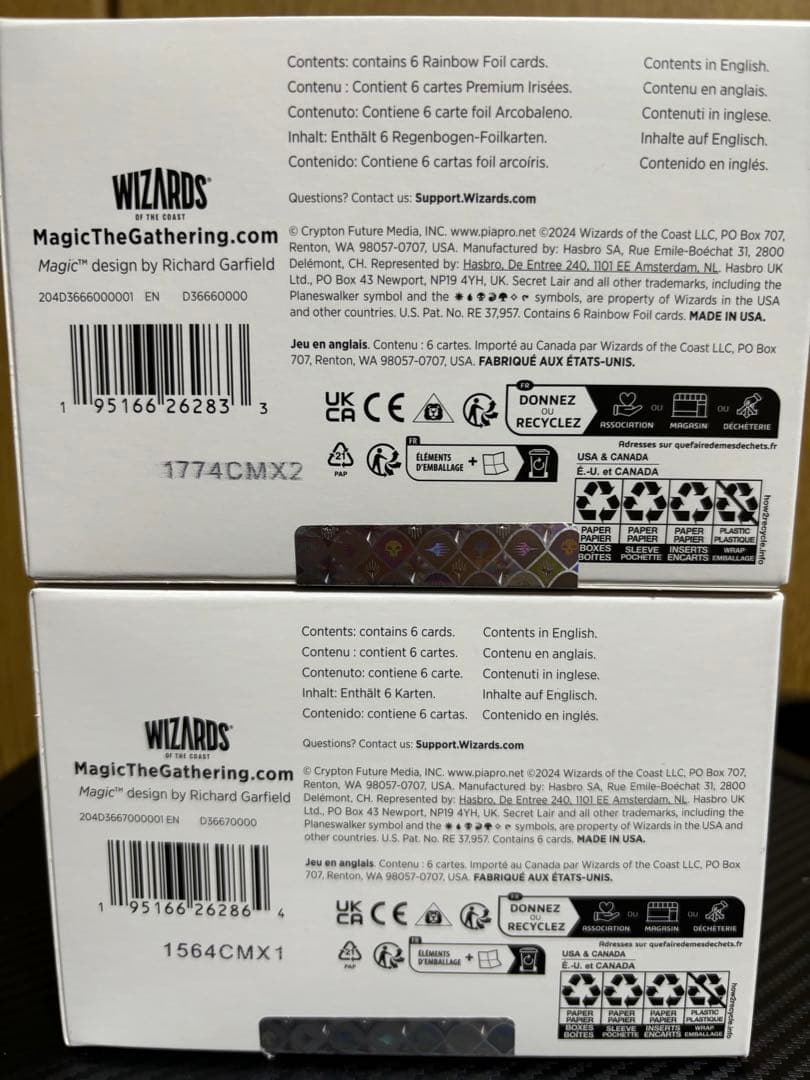 Contents: contains 6 Rainbow Foil cards. Contents in English.
Contenu : Contient 6 cartes Premium Irisées. Contenu en anglais.
Contenuto: Contiene 6 carte foil Arcobaleno. Contenuti in inglese.
Inhalt: Enthält 6 Regenbogen-Foilkarten. Inhalte auf Englisch.
Contenido: Contiene 6 cartas foil arcoíris. Contenido en inglés.
Questions? Contact us: Support.Wizards.com
WIZARDS®
OF THE COAST
MagicTheGathering.com
Magic™ design by Richard Garfield
204D3666000001 EN D36660000
1 95166 26283 3
1774CMX2
© Crypton Future Media, INC. www.piapro.net ©2024 Wizards of the Coast LLC, PO Box 707,
Renton, WA 98057-0707, USA. Manufactured by: Hasbro SA, Rue Emile-Boéchat 31, 2800
Delémont, CH. Represented by: Hasbro, De Entree 240, 1101 EE Amsterdam, NL. Hasbro UK
Ltd., PO Box 43 Newport, NP19 4YH, UK. Secret Lair and all other trademarks, including the
Planeswalker symbol and the symbols, are property of Wizards in the USA
and other countries. U.S. Pat. No. RE 37,957. Contains 6 Rainbow Foil cards. MADE IN USA.
Jeu en anglais. Contenu : 6 cartes. Importé au Canada par Wizards of the Coast LLC, PO Box
707, Renton, WA 98057-0707, USA. FABRIQUÉ AUX ÉTATS-UNIS.
UK
CA CE
FR
DONNEZ
OU
RECYCLEZ
ASSOCIATION OU MAGASIN OU DÉCHÈTERIE
Adresses sur quefairedemesdechets.fr
21
PAP
FR
ÉLÉMENTS
D'EMBALLAGE +
USA & CANADA
É.-U. et CANADA
PAPER PAPER PAPER PLASTIC
PAPIER PAPIER PAPIER PLASTIQUE
BOXES SLEEVE INSERTS WRAP
BOÎTES POCHETTE ENCARTS EMBALLAGE
how2recycle.info
Contents: contains 6 cards. Contents in English.
Contenu : contient 6 cartes. Contenu en anglais.
Contenuto: contiene 6 carte. Contenuti in inglese.
Inhalt: Enthält 6 Karten. Inhalte auf Englisch.
Contenido: contiene 6 cartas. Contenido en inglés.
Questions? Contact us: Support.Wizards.com
WIZARDS®
OF THE COAST
MagicTheGathering.com
Magic™ design by Richard Garfield
204D3667000001 EN D36670000
1 95166 26286 4
1564CMX1
© Crypton Future Media, INC. www.piapro.net ©2024 Wizards of the Coast LLC, PO Box 707,
Renton, WA 98057-0707, USA. Manufactured by: Hasbro SA, Rue Emile-Boéchat 31, 2800
Delémont, CH. Represented by: Hasbro, De Entree 240, 1101 EE Amsterdam, NL. Hasbro UK
Ltd., PO Box 43 Newport, NP19 4YH, UK. Secret Lair and all other trademarks, including the
Planeswalker symbol and the symbols, are property of Wizards in the USA and
other countries. U.S. Pat. No. RE 37,957. Contains 6 cards. MADE IN USA.
Jeu en anglais. Contenu : 6 cartes. Importé au Canada par Wizards of the Coast LLC, PO Box
707, Renton, WA 98057-0707, USA. FABRIQUÉ AUX ÉTATS-UNIS.
UK
CA CE
FR
DONNEZ
OU
RECYCLEZ
ASSOCIATION OU MAGASIN OU DÉCHÈTERIE
Adresses sur quefairedemesdechets.fr
21
PAP
FR
ÉLÉMENTS
D'EMBALLAGE +
USA & CANADA
É.-U. et CANADA
PAPER PAPER PAPER PLASTIC
PAPIER PAPIER PAPIER PLASTIQUE
BOXES SLEEVE INSERTS WRAP
BOÎTES POCHETTE ENCARTS EMBALLAGE
how2recycle.info